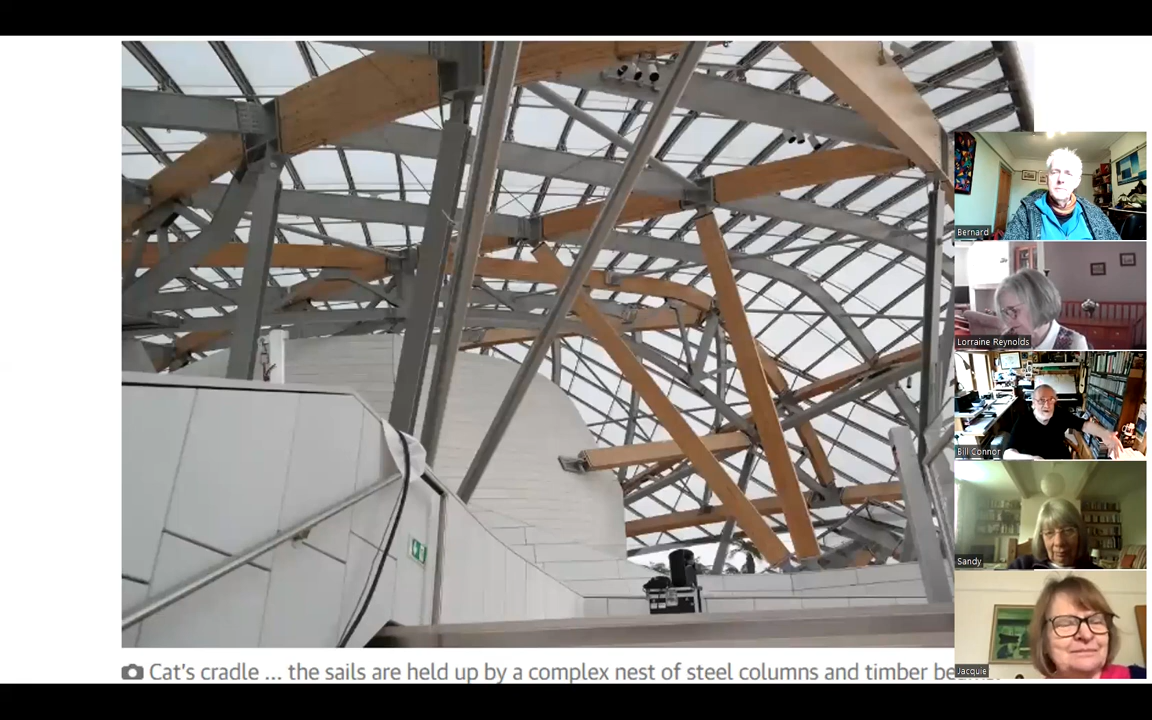 Bernard
Lorraine Reynolds
Bill Connor
Sandy
Jacquie
Cat's cradle ... the sails are held up by a complex nest of steel columns and timber